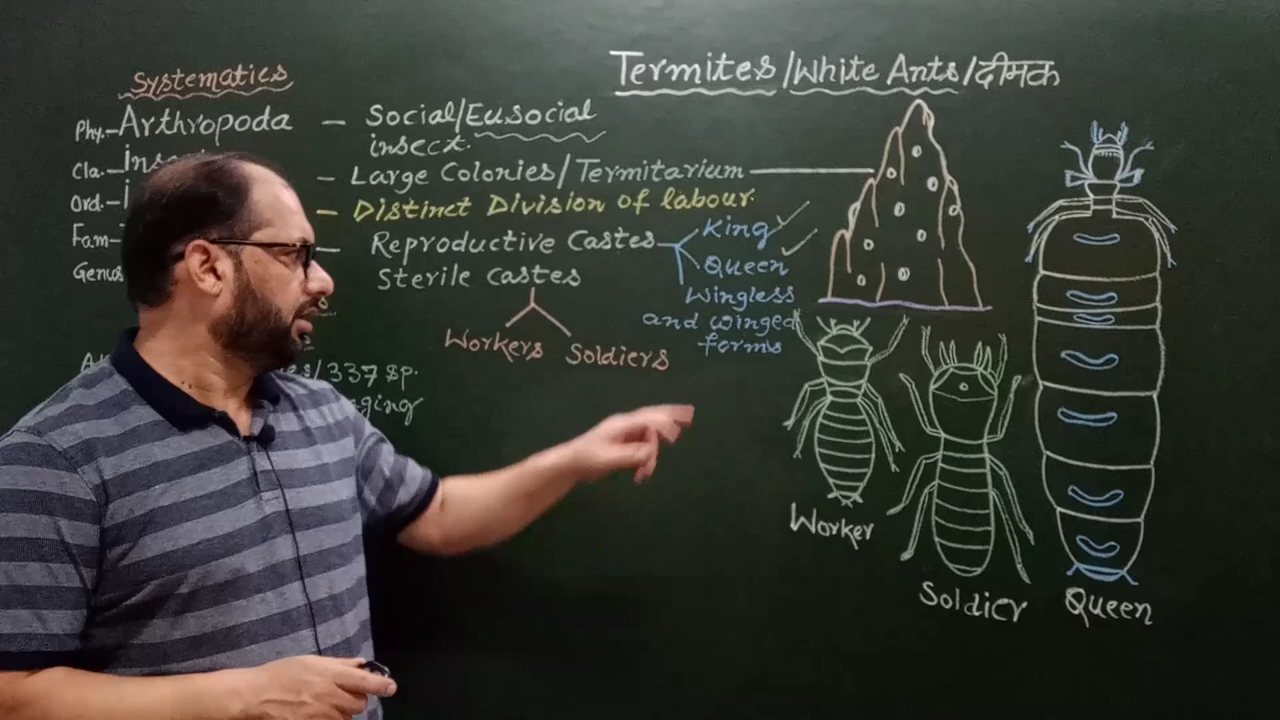 Termites/White Ants/दीमक
Systematics
Phy.-Arthropoda
Cla.-
Ord.-
Fam-
Genus
- Social/Eusocial
insect.
- Large Colonies/Termitarium
- Distinct Division of labour.
- Reproductive Castes
King ✓
Queen ✓
Wingless
and winged
forms
Sterile Castes
Workers Soldiers
/337 sp.
Worker
Soldier
Queen